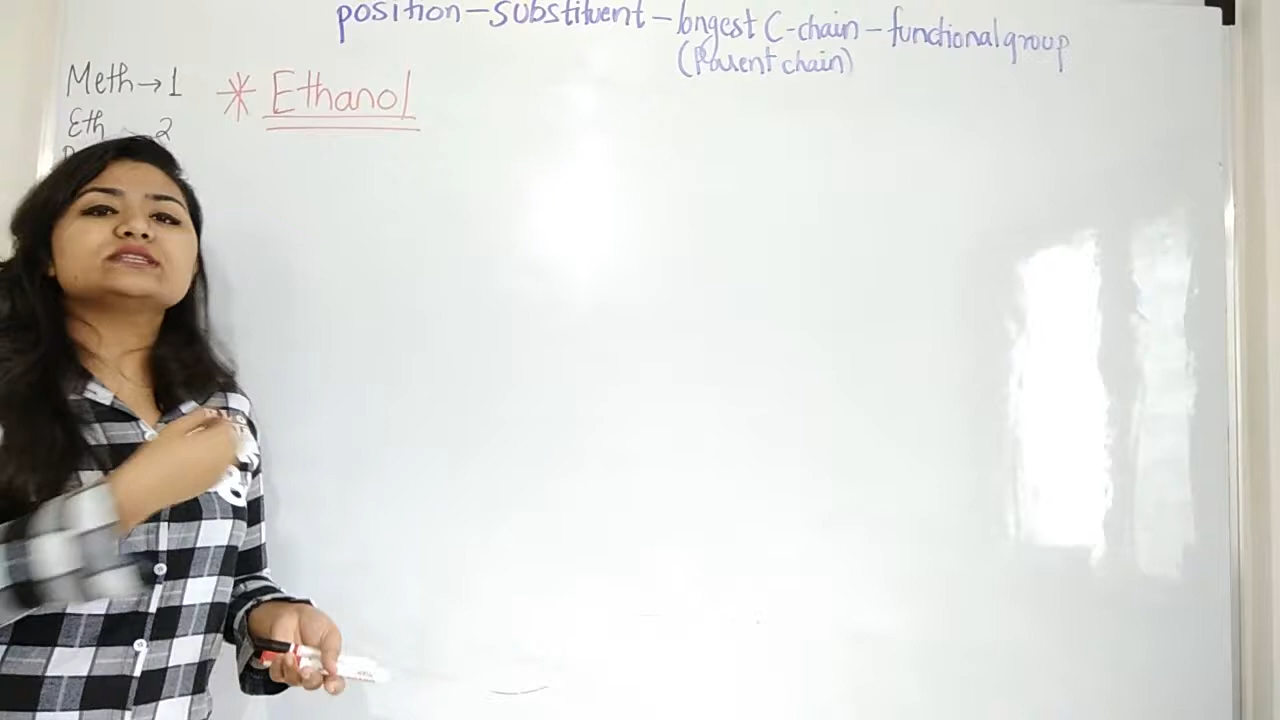 position - Substituent - longest C-chain - functional group
(Parent chain)
Meth → 1
Eth 2
* Ethanol